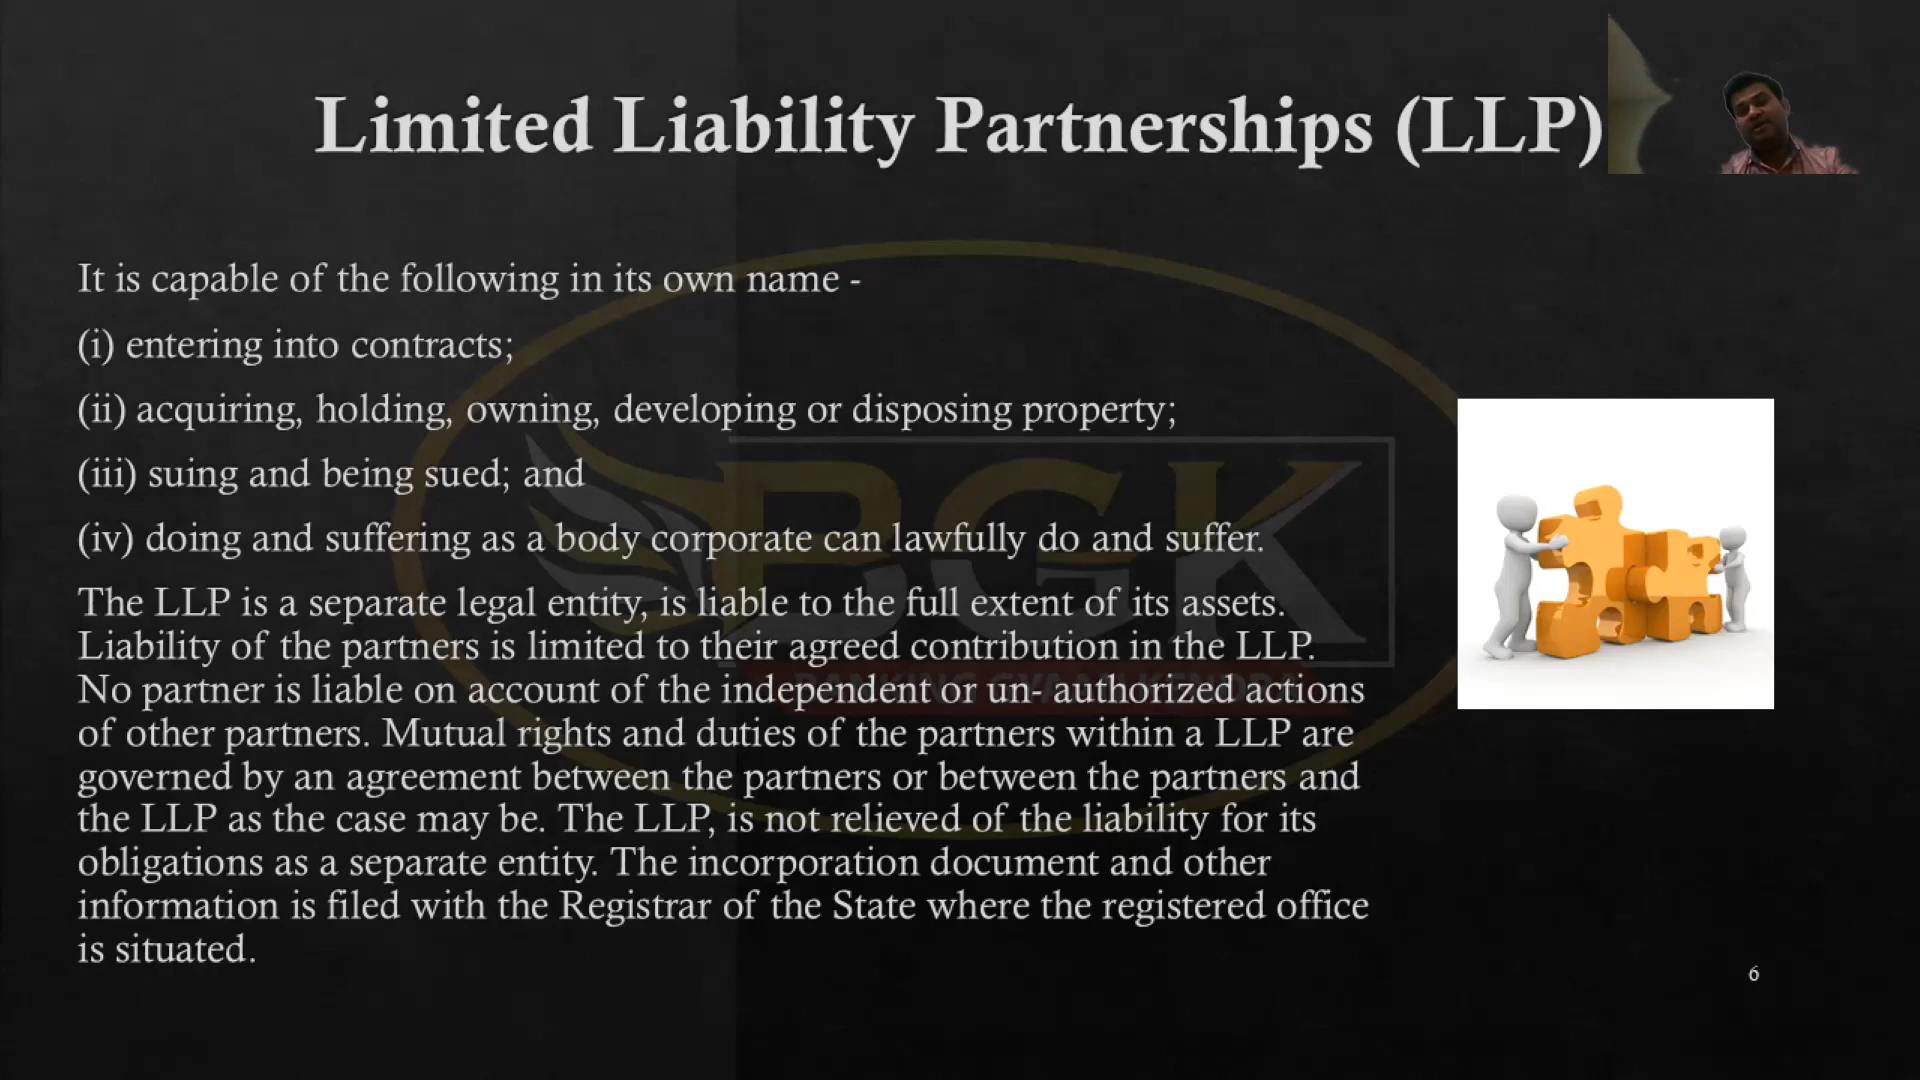 Limited Liability Partnerships (LLP)
It is capable of the following in its own name -
(i) entering into contracts;
(ii) acquiring, holding, owning, developing or disposing property;
(iii) suing and being sued; and
(iv) doing and suffering as a body corporate can lawfully do and suffer.
The LLP is a separate legal entity, is liable to the full extent of its assets.
Liability of the partners is limited to their agreed contribution in the LLP.
No partner is liable on account of the independent or un- authorized actions
of other partners. Mutual rights and duties of the partners within a LLP are
governed by an agreement between the partners or between the partners and
the LLP as the case may be. The LLP, is not relieved of the liability for its
obligations as a separate entity. The incorporation document and other
information is filed with the Registrar of the State where the registered office
is situated.
BGK
6